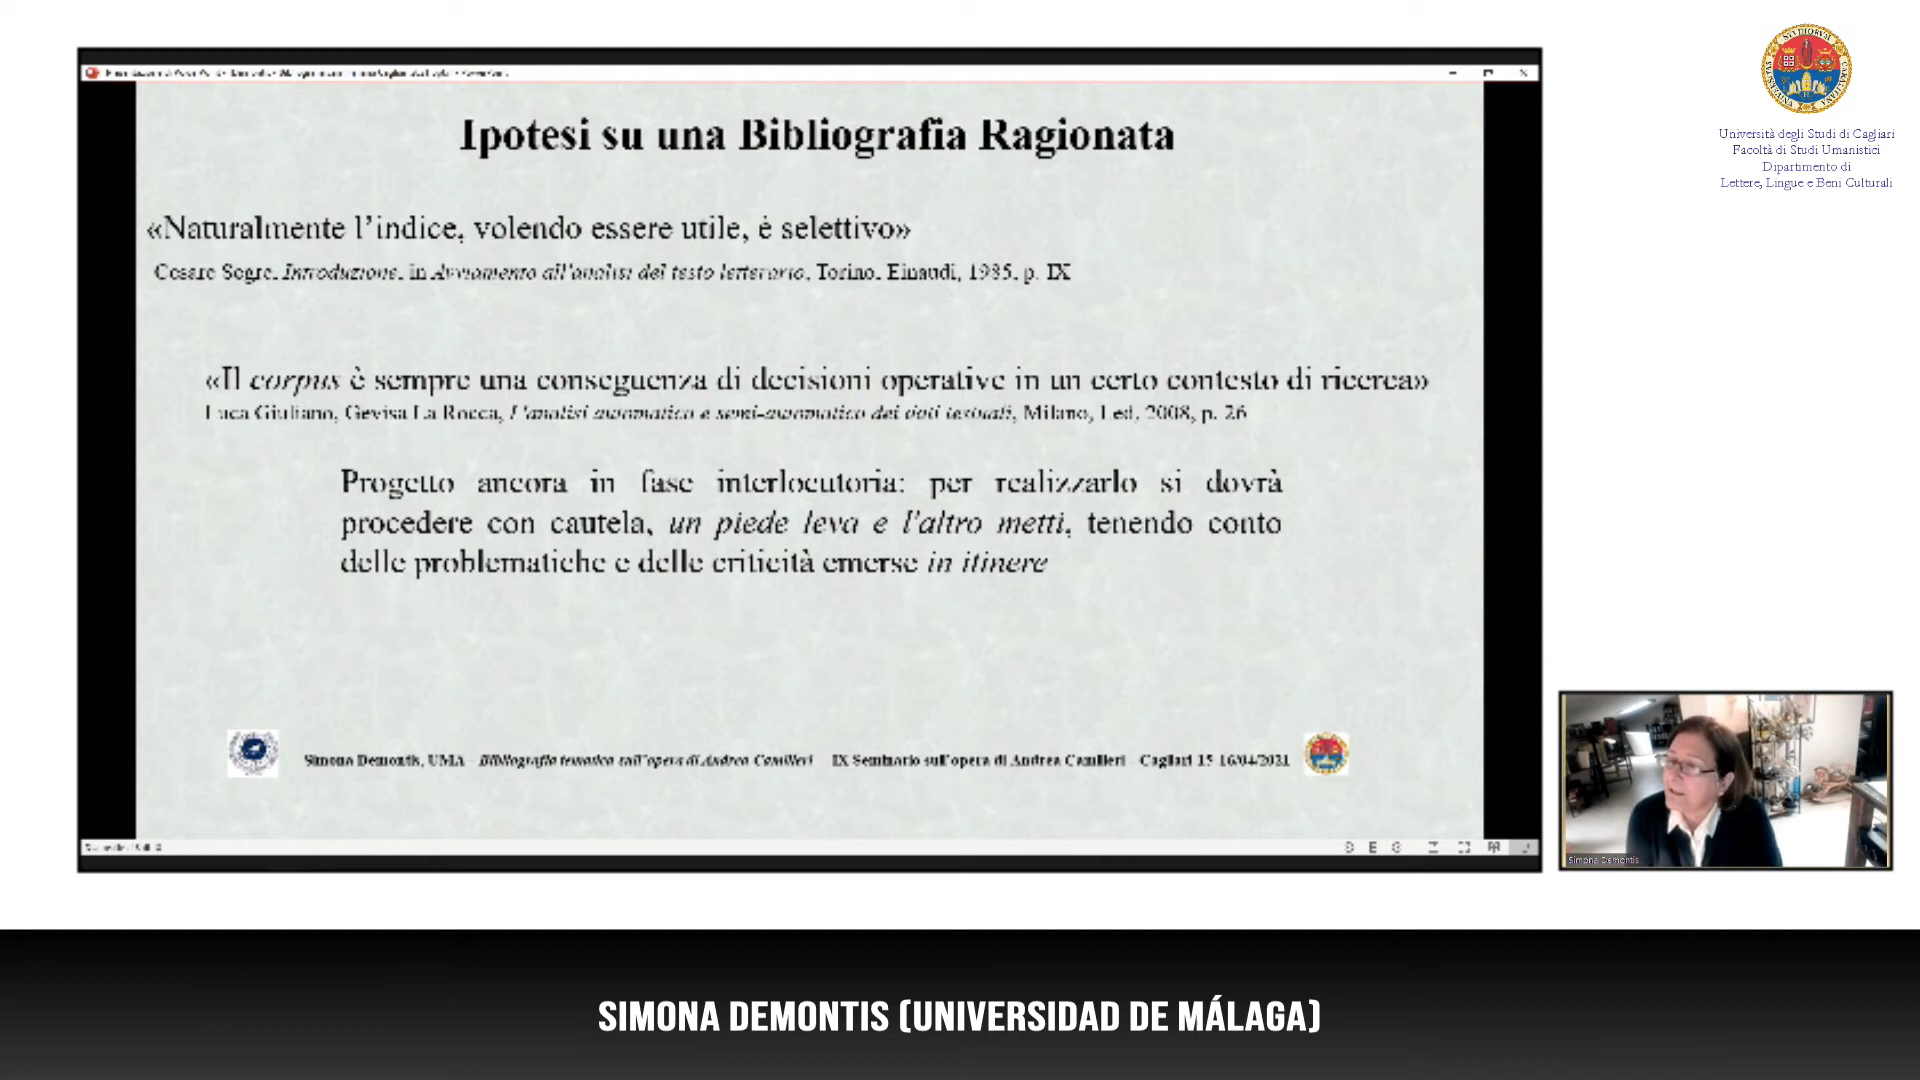 Università degli Studi di Cagliari
Facoltà di Studi Umanistici
Dipartimento di
Lettere, Lingue e Beni Culturali
Ipotesi su una Bibliografia Ragionata
«Naturalmente l’indice, volendo essere utile, è selettivo»
Cesare Segre, Introduzione, in Avviamento all’analisi del testo letterario, Torino, Einaudi, 1985, p. IX
«Il corpus è sempre una conseguenza di decisioni operative in un certo contesto di ricerca»
Luca Giuliano, Gevisa La Rocca, L’analisi automatica e semi-automatica dei dati testuali, Milano, Led, 2008, p. 26
Progetto ancora in fase interlocutoria: per realizzarlo si dovrà
procedere con cautela, un piede leva e l’altro metti, tenendo conto
delle problematiche e delle criticità emerse in itinere
Simona Demontis, UMA Bibliografia tematica sull’opera di Andrea Camilleri IX Seminario sull’opera di Andrea Camilleri Cagliari 15 16/04/2021
Simona Demontis
SIMONA DEMONTIS (UNIVERSIDAD DE MÁLAGA)